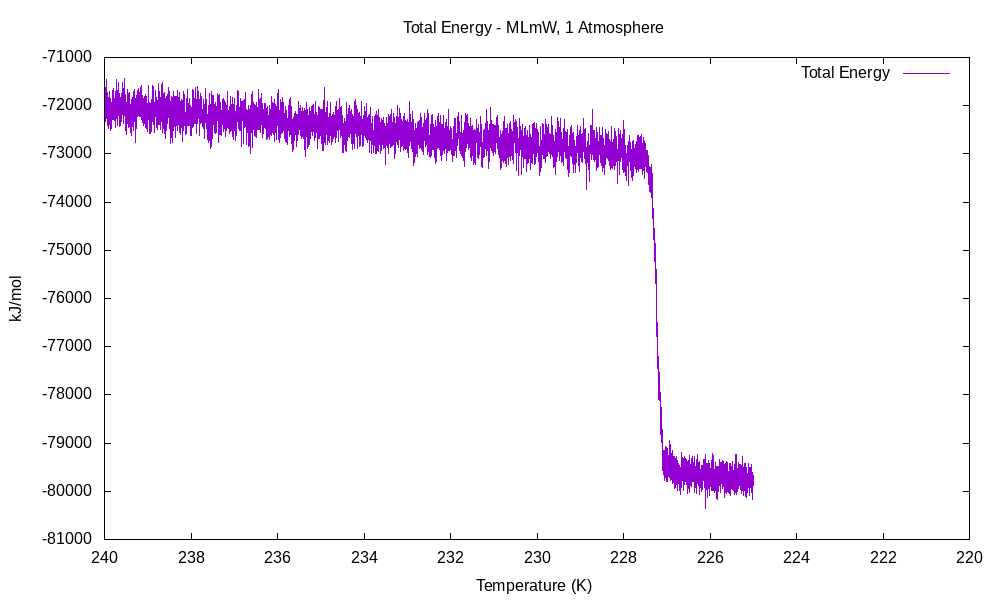 Total Energy - MLmW, 1 Atmosphere
Total Energy
-71000
-72000
-73000
-74000
-75000
-76000
-77000
-78000
-79000
-80000
-81000
kJ/mol
240 238 236 234 232 230 228 226 224 222 220
Temperature (K)